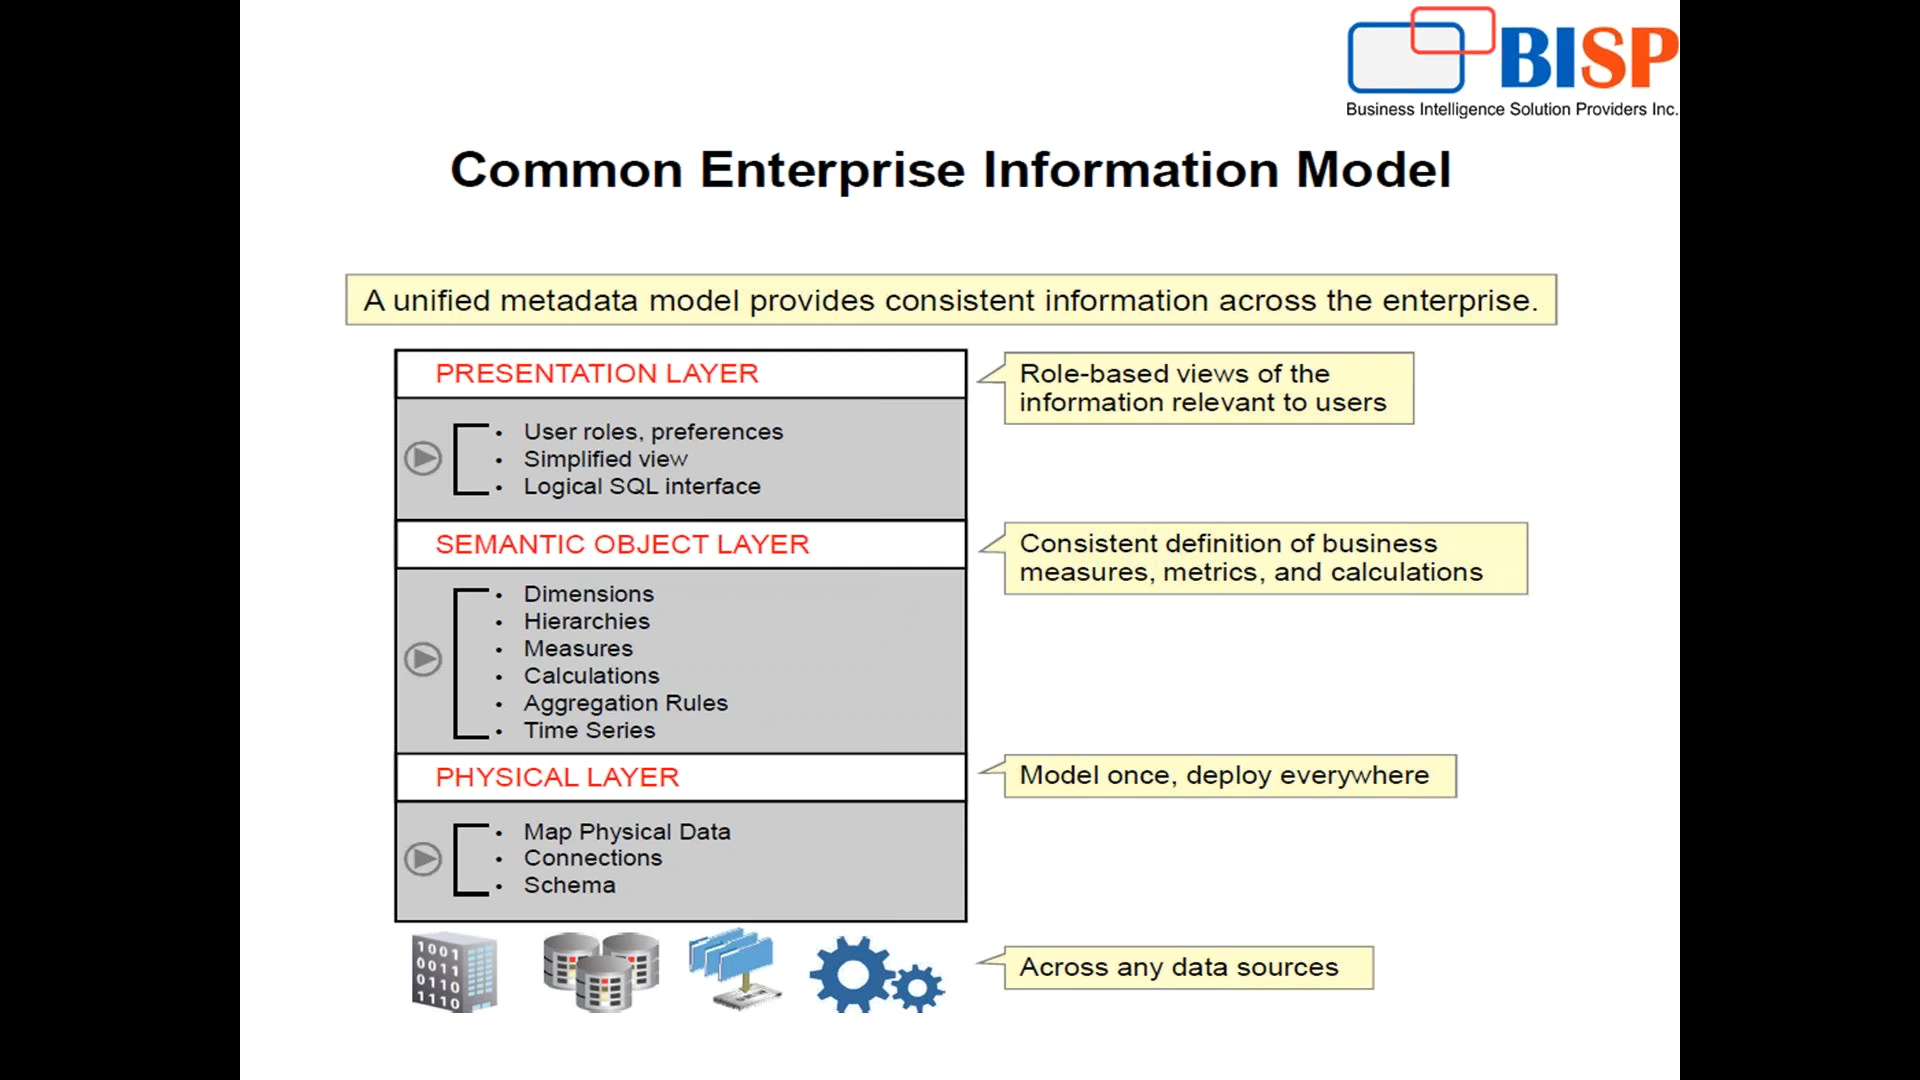 BISP
Business Intelligence Solution Providers Inc.
Common Enterprise Information Model
A unified metadata model provides consistent information across the enterprise.
PRESENTATION LAYER
• User roles, preferences
• Simplified view
• Logical SQL interface
Role-based views of the
information relevant to users
SEMANTIC OBJECT LAYER
• Dimensions
• Hierarchies
• Measures
• Calculations
• Aggregation Rules
• Time Series
Consistent definition of business
measures, metrics, and calculations
PHYSICAL LAYER
• Map Physical Data
• Connections
• Schema
Model once, deploy everywhere
1001
0011
0110
1110
Across any data sources